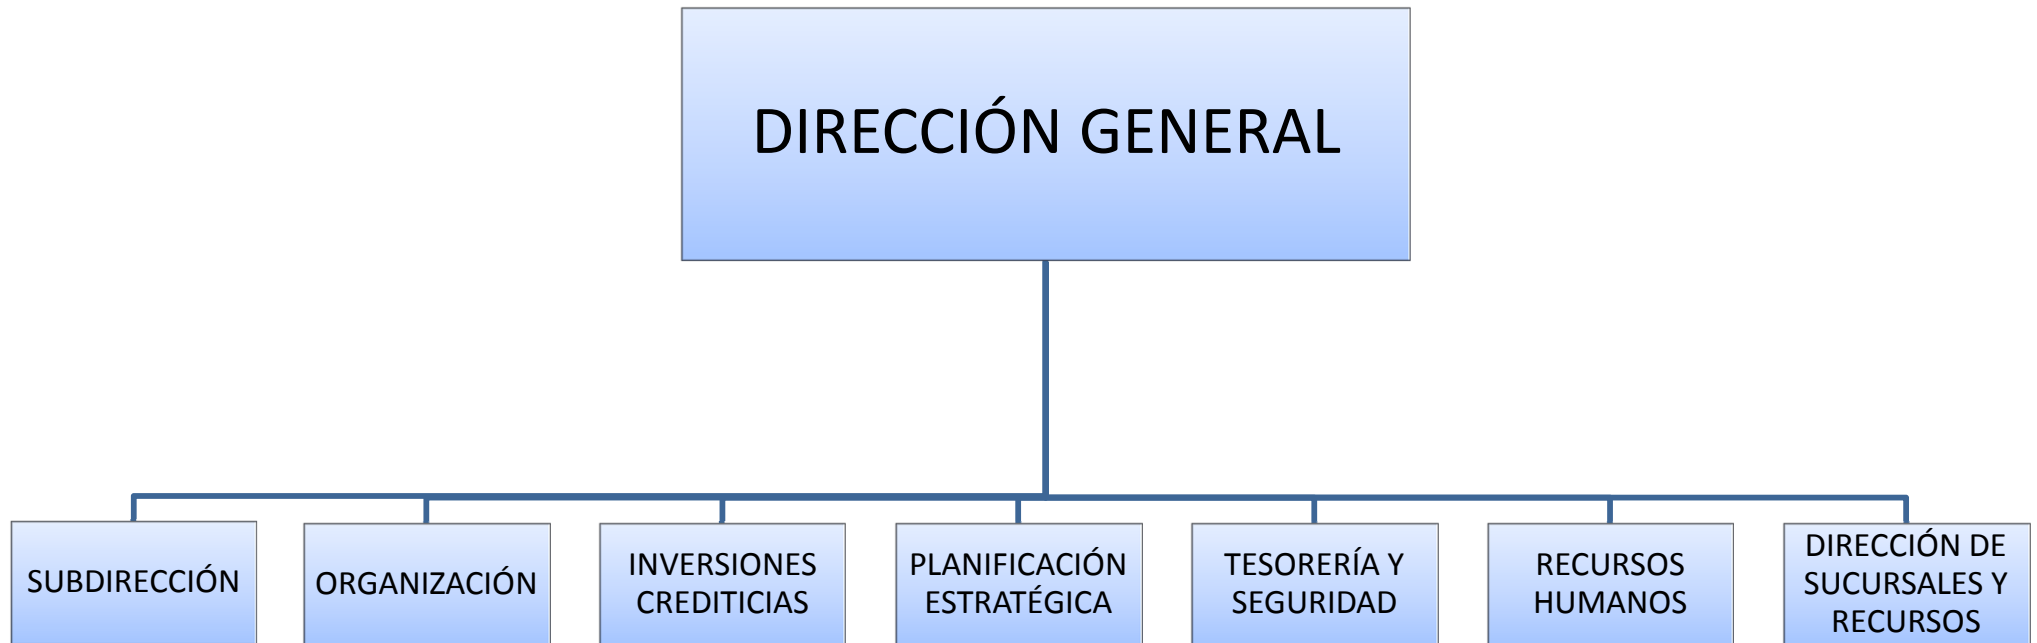 DIRECCIÓN GENERAL
SUBDIRECCIÓN
ORGANIZACIÓN
INVERSIONES
CREDITICIAS
PLANIFICACIÓN
ESTRATÉGICA
TESORERÍA Y
SEGURIDAD
RECURSOS
HUMANOS
DIRECCIÓN DE
SUCURSALES Y
RECURSOS